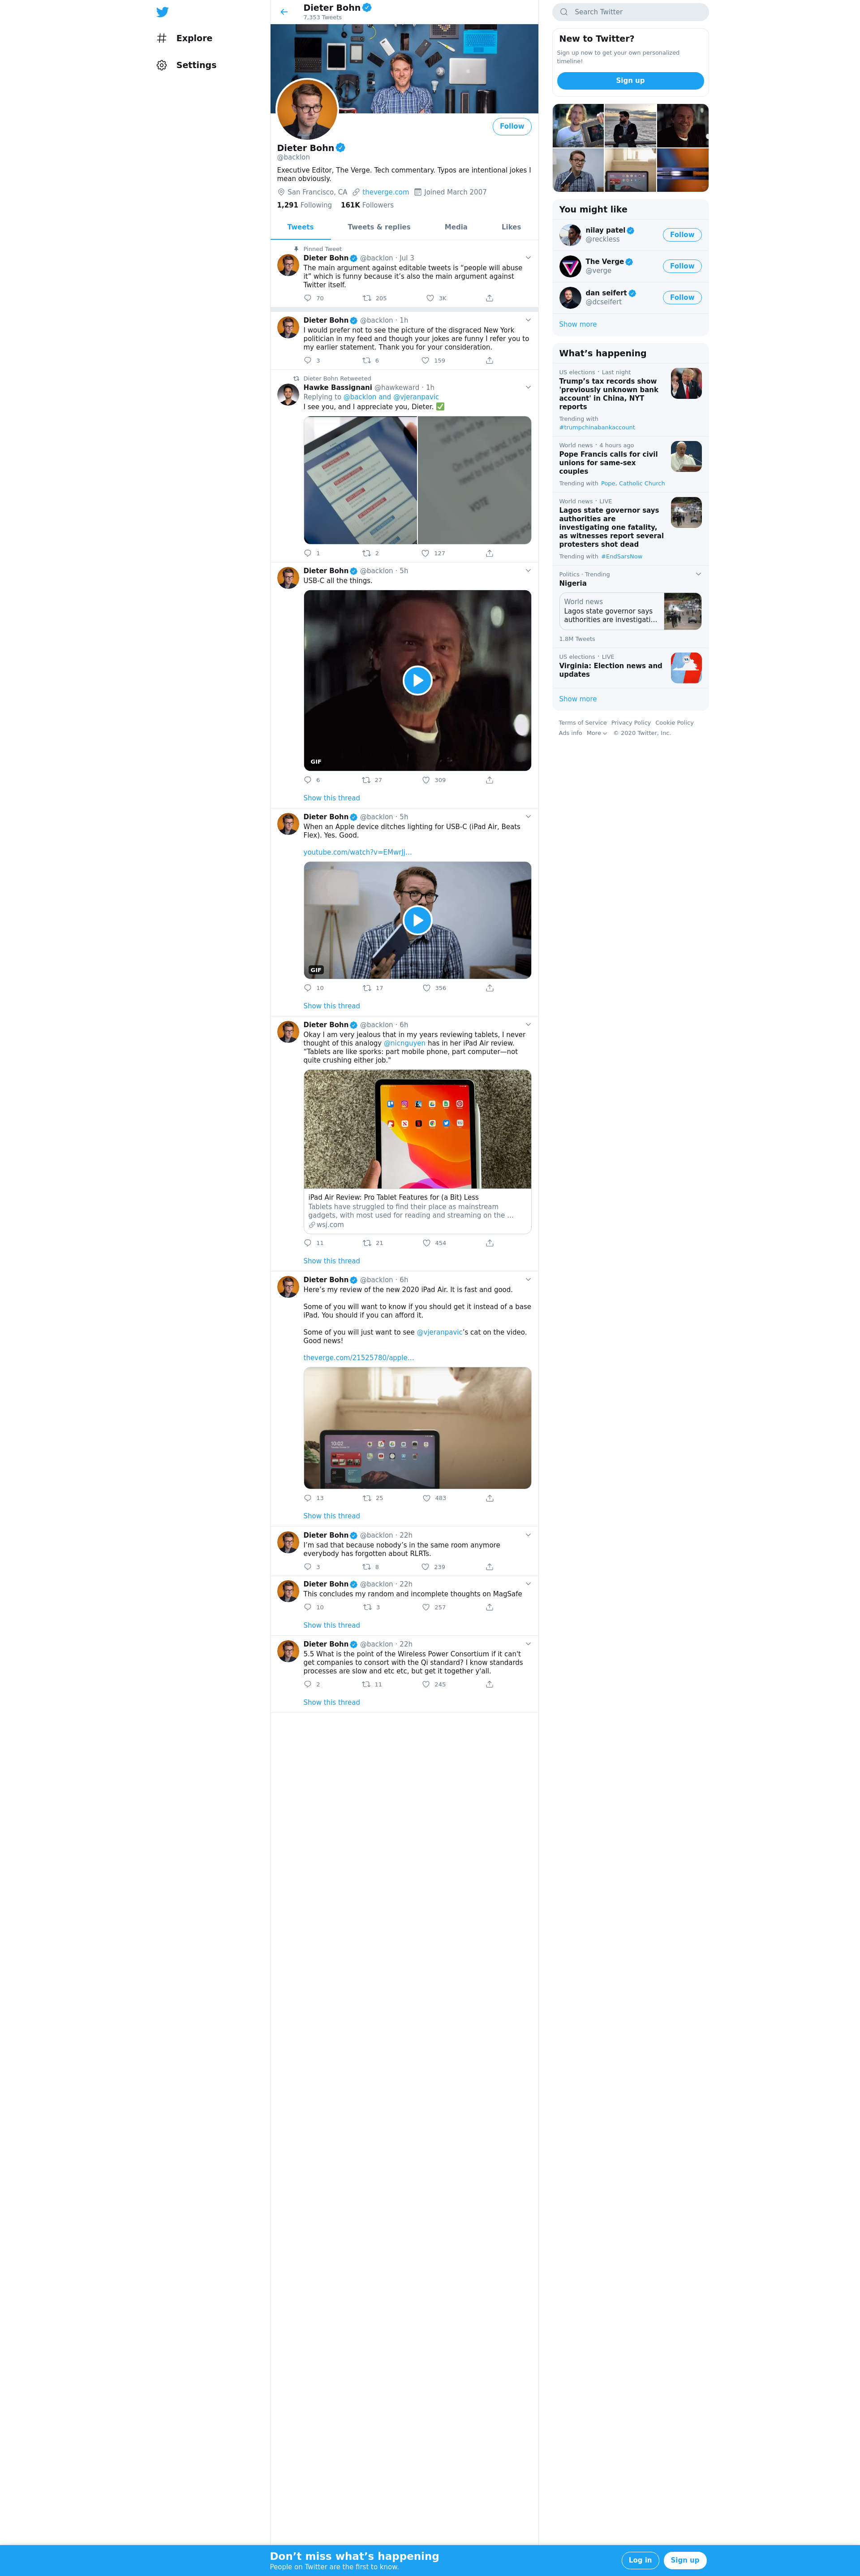 Explore
Settings
Dieter Bohn
7,353 Tweets
Follow
Dieter Bohn
@backlon
Executive Editor, The Verge. Tech commentary. Typos are intentional jokes I
mean obviously.
San Francisco, CA theverge.com Joined March 2007
1,291 Following 161K Followers
Tweets Tweets & replies Media Likes
Pinned Tweet
Dieter Bohn @backlon · Jul 3
The main argument against editable tweets is “people will abuse
it” which is funny because it’s also the main argument against
Twitter itself.
70 205 3K
Dieter Bohn @backlon · 1h
I would prefer not to see the picture of the disgraced New York
politician in my feed and though your jokes are funny I refer you to
my earlier statement. Thank you for your consideration.
3 6 159
Dieter Bohn Retweeted
Hawke Bassignani @hawkeward · 1h
Replying to @backlon and @vjeranpavic
I see you, and I appreciate you, Dieter. ✅
VOTE
1 2 127
Dieter Bohn @backlon · 5h
USB-C all the things.
GIF
6 27 309
Show this thread
Dieter Bohn @backlon · 5h
When an Apple device ditches lighting for USB-C (iPad Air, Beats
Flex). Yes. Good.
youtube.com/watch?v=EMwrJJ…
GIF
10 17 356
Show this thread
Dieter Bohn @backlon · 6h
Okay I am very jealous that in my years reviewing tablets, I never
thought of this analogy @nicnguyen has in her iPad Air review.
“Tablets are like sporks: part mobile phone, part computer—not
quite crushing either job.”
iPad Air Review: Pro Tablet Features for (a Bit) Less
Tablets have struggled to find their place as mainstream
gadgets, with most used for reading and streaming on the …
wsj.com
11 21 454
Show this thread
Dieter Bohn @backlon · 6h
Here’s my review of the new 2020 iPad Air. It is fast and good.
Some of you will want to know if you should get it instead of a base
iPad. You should if you can afford it.
Some of you will just want to see @vjeranpavic’s cat on the video.
Good news!
theverge.com/21525780/apple…
13:02
13 25 483
Show this thread
Dieter Bohn @backlon · 22h
I’m sad that because nobody’s in the same room anymore
everybody has forgotten about RLRTs.
3 8 239
Dieter Bohn @backlon · 22h
This concludes my random and incomplete thoughts on MagSafe
10 3 257
Show this thread
Dieter Bohn @backlon · 22h
5.5 What is the point of the Wireless Power Consortium if it can’t
get companies to consort with the Qi standard? I know standards
processes are slow and etc etc, but get it together y’all.
2 11 245
Show this thread
Search Twitter
New to Twitter?
Sign up now to get your own personalized
timeline!
Sign up
You might like
nilay patel
@reckless
Follow
The Verge
@verge
Follow
dan seifert
@dcseifert
Follow
Show more
What’s happening
US elections · Last night
Trump’s tax records show
'previously unknown bank
account' in China, NYT
reports
Trending with
#trumpchinabankaccount
World news · 4 hours ago
Pope Francis calls for civil
unions for same-sex
couples
Trending with Pope, Catholic Church
World news · LIVE
Lagos state governor says
authorities are
investigating one fatality,
as witnesses report several
protesters shot dead
Trending with #EndSarsNow
Politics · Trending
Nigeria
World news
Lagos state governor says
authorities are investigati…
1.8M Tweets
US elections · LIVE
Virginia: Election news and
updates
Show more
Terms of Service Privacy Policy Cookie Policy
Ads info More © 2020 Twitter, Inc.
Don’t miss what’s happening
People on Twitter are the first to know.
Log in
Sign up